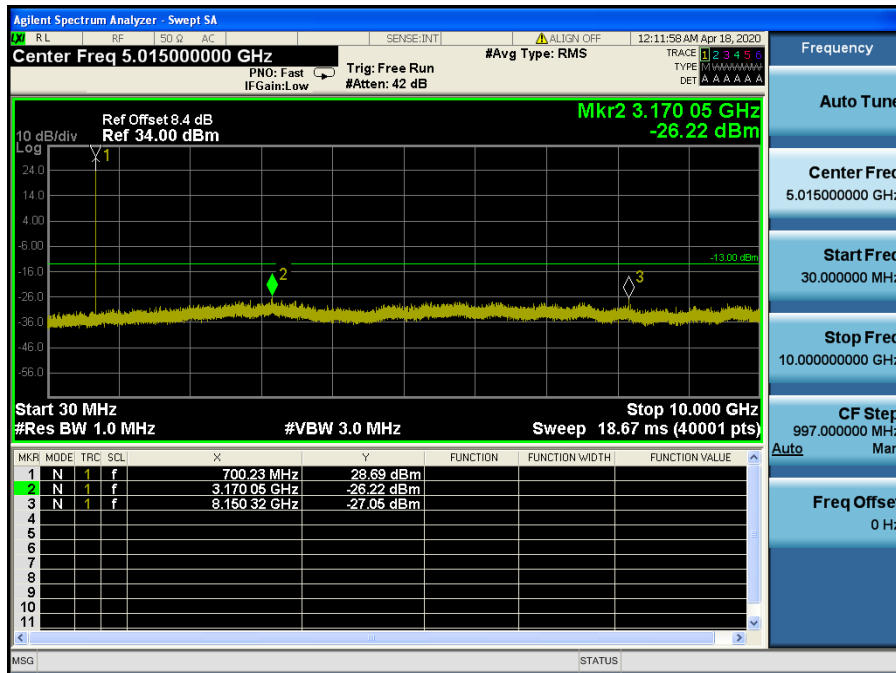 Agilent Spectrum Analyzer - Swept SA
LXI RL RF 50 Ω AC SENSE:INT ALIGN OFF 12:11:58 AM Apr 18, 2020
Center Freq 5.015000000 GHz
PNO: Fast
IFGain:Low
Trig: Free Run
#Atten: 42 dB
#Avg Type: RMS
TRACE 1 2 3 4 5 6
TYPE M W W W W W
DET A A A A A A
Frequency
Mkr2 3.170 05 GHz
-26.22 dBm
Ref Offset 8.4 dB
10 dB/div Ref 34.00 dBm
Log
1
24.0
14.0
4.00
-6.00
-13.00 dBm
-16.0
2
3
-26.0
-36.0
-46.0
-56.0
Start 30 MHz Stop 10.000 GHz
#Res BW 1.0 MHz #VBW 3.0 MHz Sweep 18.67 ms (40001 pts)
MKR MODE TRC SCL X Y FUNCTION FUNCTION WIDTH FUNCTION VALUE
1 N 1 f 700.23 MHz 28.69 dBm
2 N 1 f 3.170 05 GHz -26.22 dBm
3 N 1 f 8.150 32 GHz -27.05 dBm
4
5
6
7
8
9
10
11
MSG STATUS
Auto Tune
Center Freq
5.015000000 GHz
Start Freq
30.000000 MHz
Stop Freq
10.000000000 GHz
CF Step
997.000000 MHz
Auto Man
Freq Offset
0 Hz